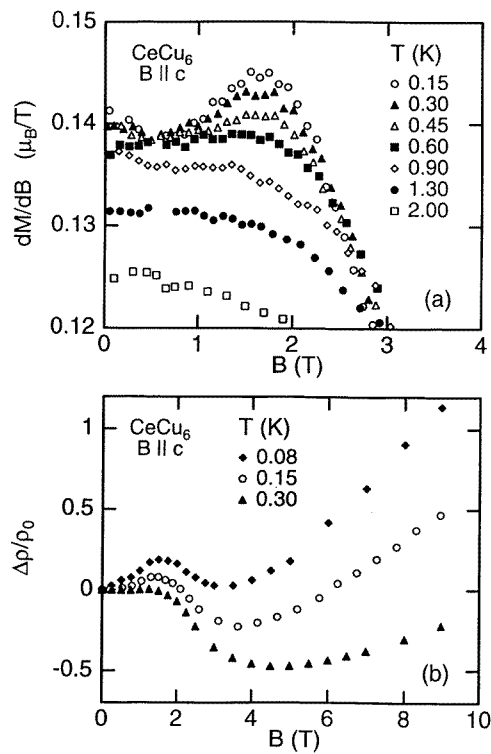 0.15
CeCu6
B || c
T (K)
0.15
0.30
0.45
0.60
0.90
1.30
2.00
0.14
0.13
0.12
dM/dB (μB/T)
(a)
0 1 2 3 4
B (T)
1
CeCu6
B || c
T (K)
0.08
0.15
0.30
0.5
0
-0.5
Δρ/ρ0
(b)
0 2 4 6 8 10
B (T)